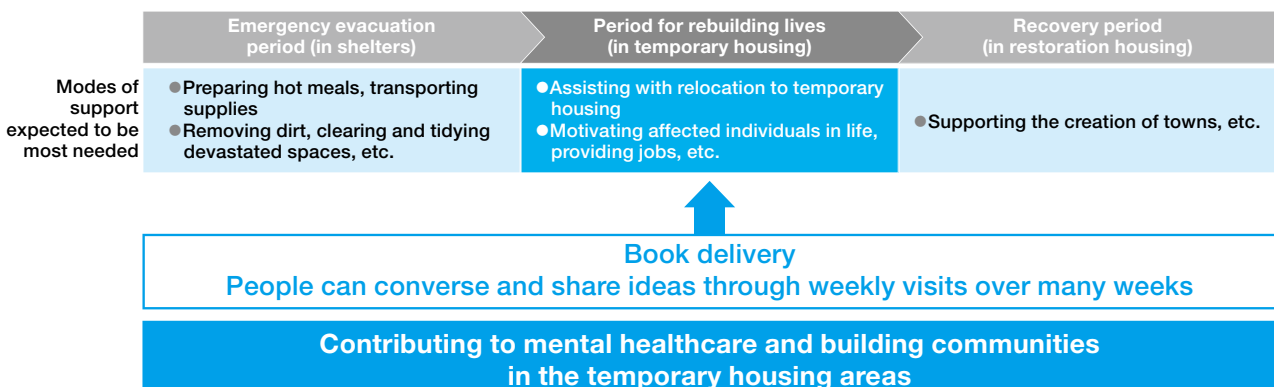 Emergency evacuation
period (in shelters)
Period for rebuilding lives
(in temporary housing)
Recovery period
(in restoration housing)
Modes of
support
expected to be
most needed
●Preparing hot meals, transporting
supplies
●Removing dirt, clearing and tidying
devastated spaces, etc.
●Assisting with relocation to temporary
housing
●Motivating affected individuals in life,
providing jobs, etc.
●Supporting the creation of towns, etc.
Book delivery
People can converse and share ideas through weekly visits over many weeks
Contributing to mental healthcare and building communities
in the temporary housing areas